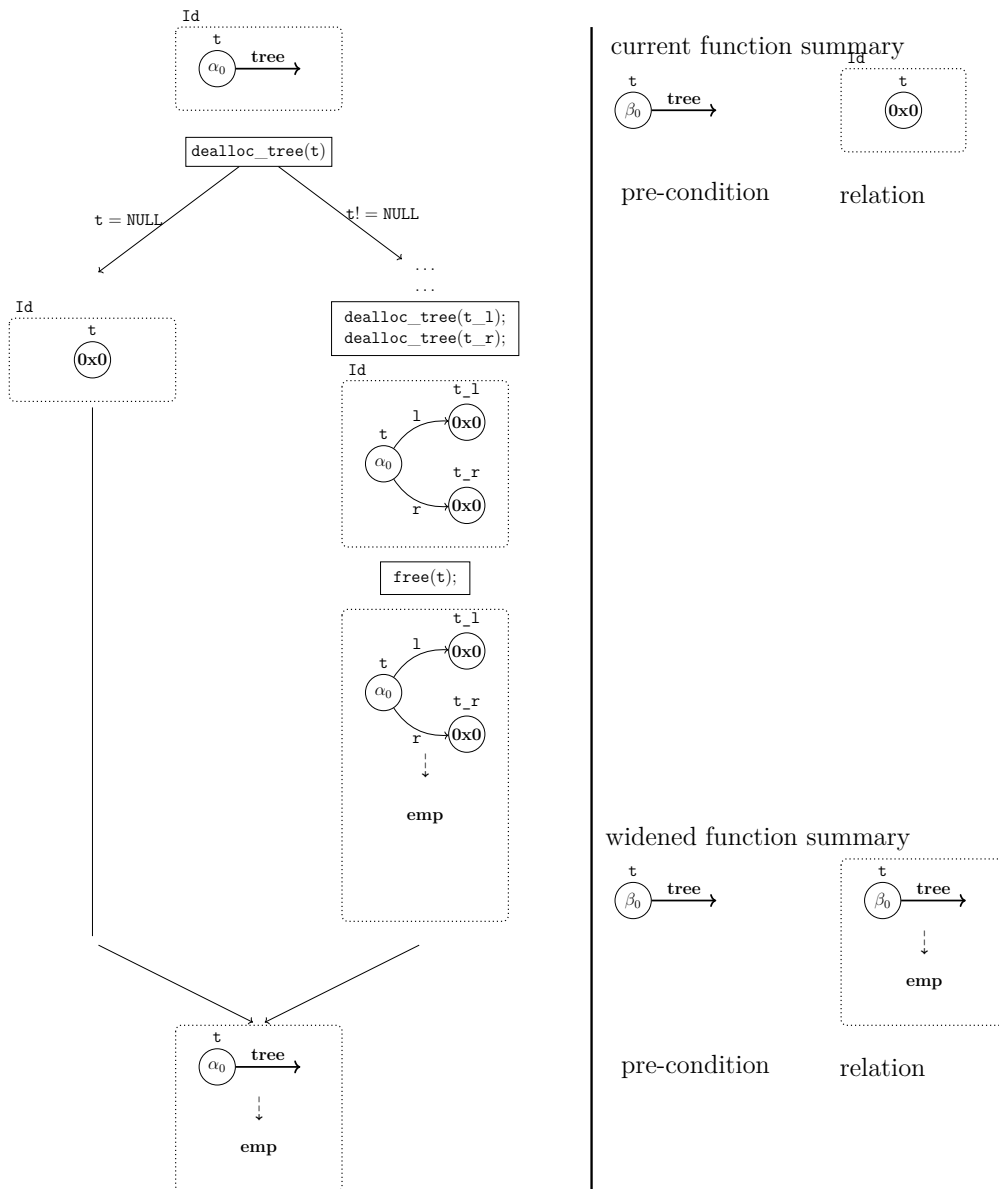 Id
t
α₀ tree
dealloc_tree(t)
t = NULL
t! = NULL
...
...
dealloc_tree(t_l);
dealloc_tree(t_r);
Id
t
0x0
Id
t_l
0x0
l
t
α₀
t_r
0x0
r
free(t);
t_l
0x0
l
t
α₀
t_r
0x0
r
emp
t
α₀ tree
emp
current function summary
t
β₀ tree
Id
t
0x0
pre-condition
relation
widened function summary
t
β₀ tree
t
β₀ tree
emp
pre-condition
relation